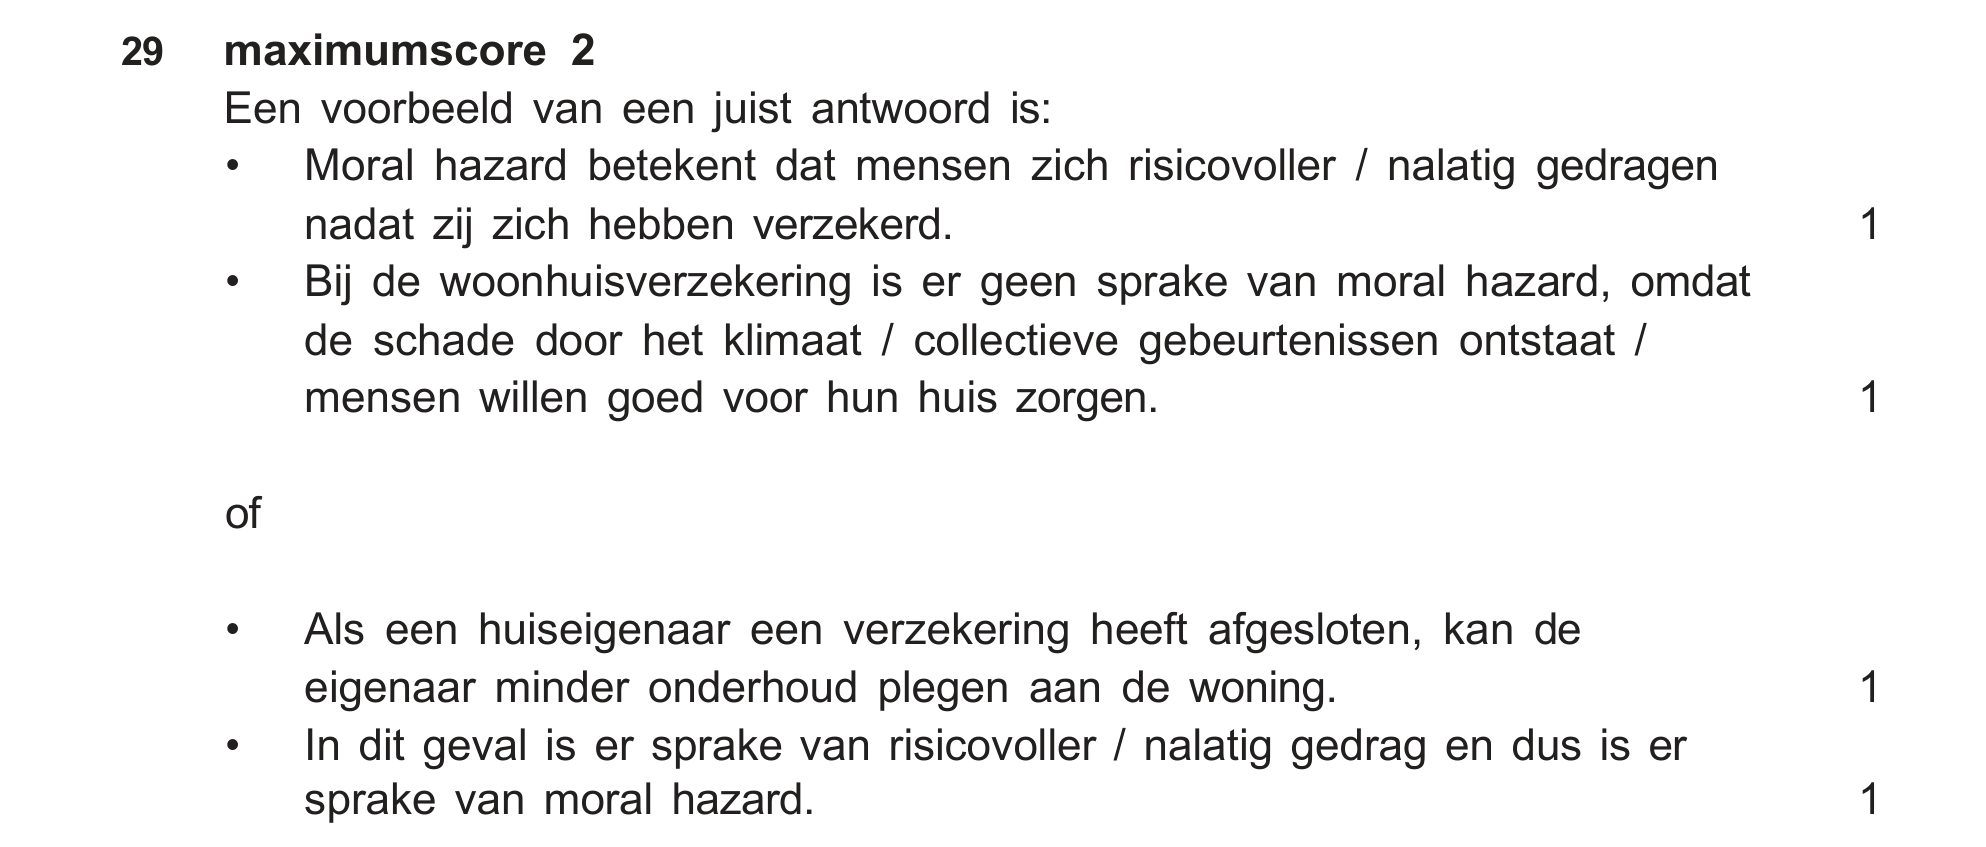 29 maximumscore 2
Een voorbeeld van een juist antwoord is:
• Moral hazard betekent dat mensen zich risicovoller / nalatig gedragen
nadat zij zich hebben verzekerd. 1
• Bij de woonhuisverzekering is er geen sprake van moral hazard, omdat
de schade door het klimaat / collectieve gebeurtenissen ontstaat /
mensen willen goed voor hun huis zorgen. 1
of
• Als een huiseigenaar een verzekering heeft afgesloten, kan de
eigenaar minder onderhoud plegen aan de woning. 1
• In dit geval is er sprake van risicovoller / nalatig gedrag en dus is er
sprake van moral hazard. 1